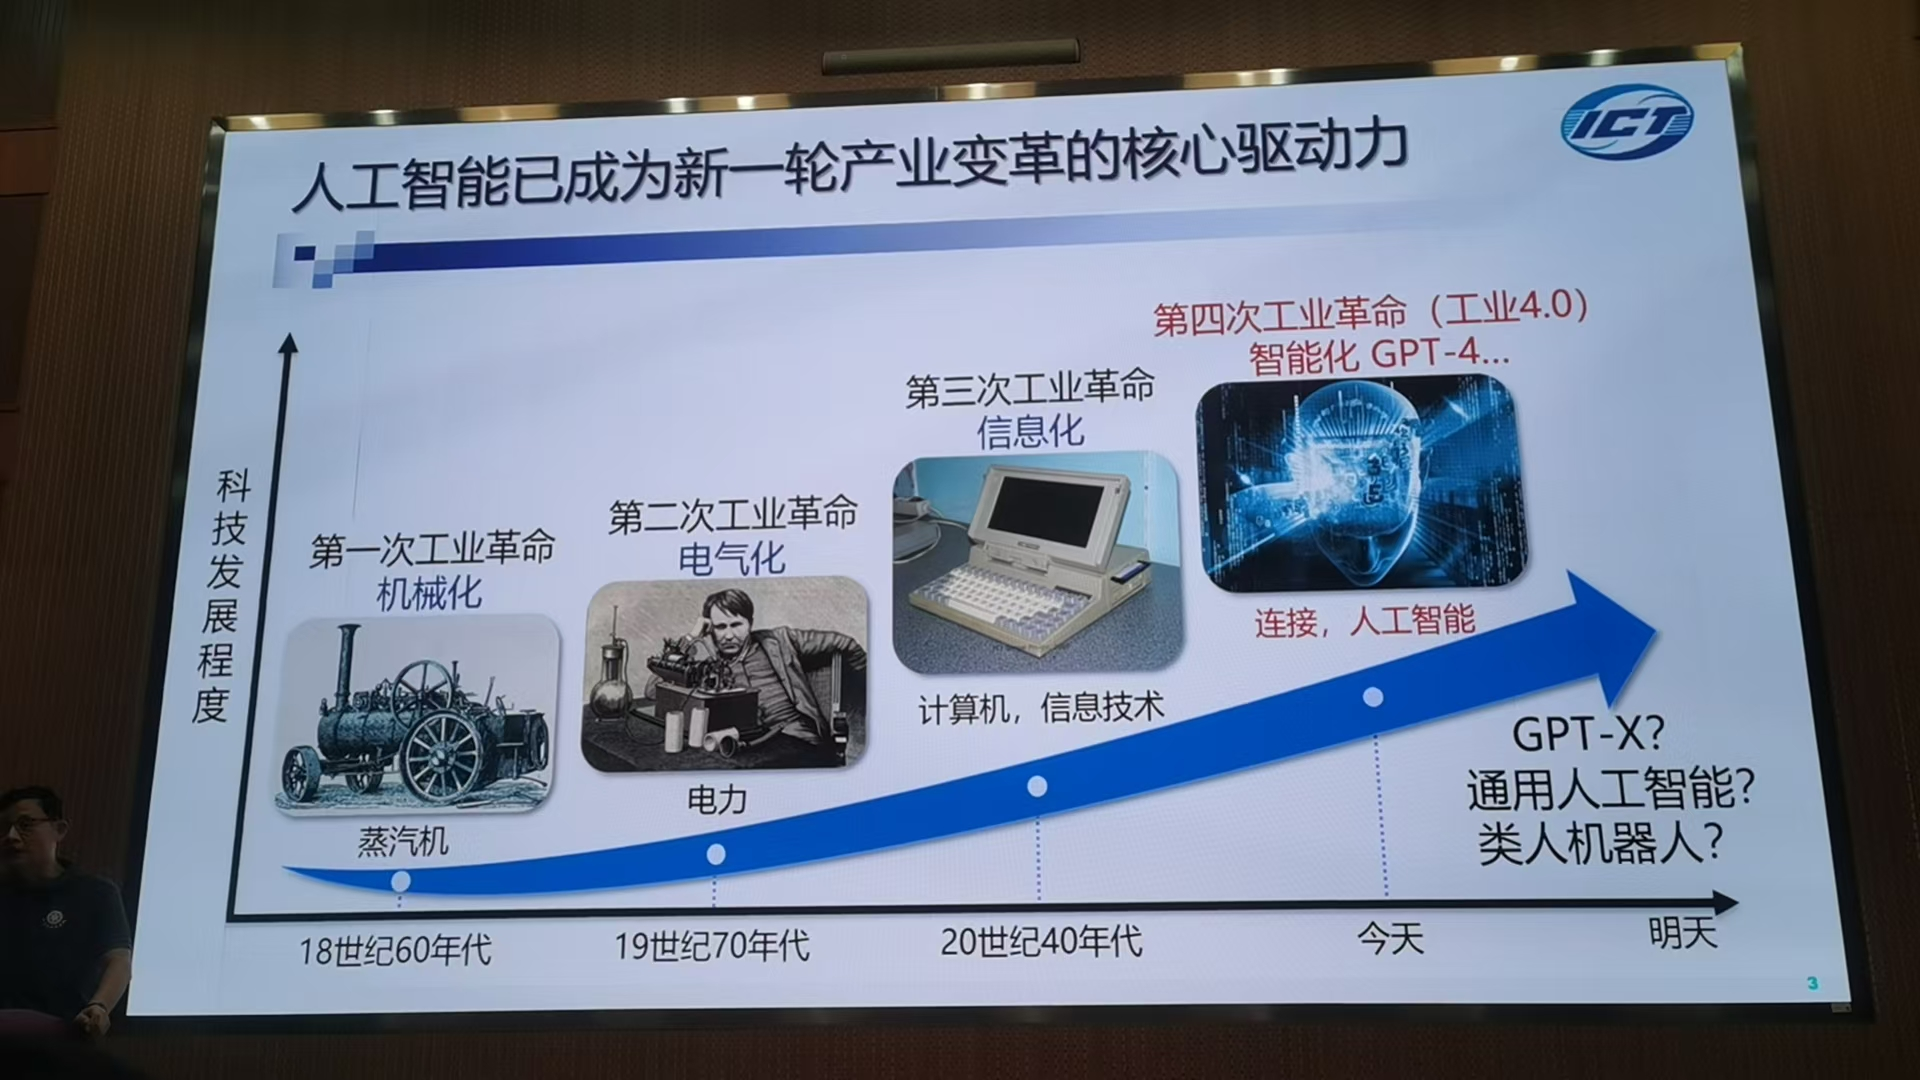 人工智能已成为新一轮产业变革的核心驱动力
ICT
科技发展程度
第一次工业革命
机械化
蒸汽机
第二次工业革命
电气化
电力
第三次工业革命
信息化
计算机，信息技术
第四次工业革命（工业4.0）
智能化 GPT-4...
连接，人工智能
GPT-X?
通用人工智能?
类人机器人?
18世纪60年代
19世纪70年代
20世纪40年代
今天
明天
3